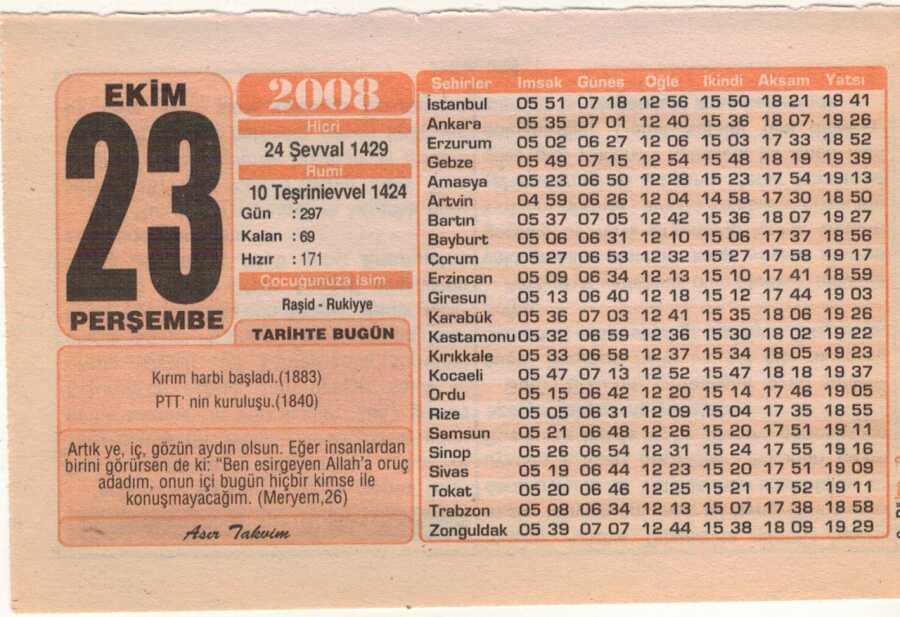 EKİM
23
PERŞEMBE
2008
Hicri
24 Şevval 1429
Rumi
10 Teşrinievvel 1424
Gün : 297
Kalan : 69
Hızır : 171
Çocuğunuza İsim
Raşid - Rukiyye
TARİHTE BUGÜN
Kırım harbi başladı.(1883)
PTT' nin kuruluşu.(1840)
Artık ye, iç, gözün aydın olsun. Eğer insanlardan
birini görürsen de ki: "Ben esirgeyen Allah'a oruç
adadım, onun içi bugün hiçbir kimse ile
konuşmayacağım. (Meryem,26)
Asır Takvim
Şehirler İmsak Güneş Öğle İkindi Akşam Yatsı
İstanbul 05 51 07 18 12 56 15 50 18 21 19 41
Ankara 05 35 07 01 12 40 15 36 18 07 19 26
Erzurum 05 02 06 27 12 06 15 03 17 33 18 52
Gebze 05 49 07 15 12 54 15 48 18 19 19 39
Amasya 05 23 06 50 12 28 15 23 17 54 19 13
Artvin 04 59 06 26 12 04 14 58 17 30 18 50
Bartın 05 37 07 05 12 42 15 36 18 07 19 27
Bayburt 05 06 06 31 12 10 15 06 17 37 18 56
Çorum 05 27 06 53 12 32 15 27 17 58 19 17
Erzincan 05 09 06 34 12 13 15 10 17 41 18 59
Giresun 05 13 06 40 12 18 15 12 17 44 19 03
Karabük 05 36 07 03 12 41 15 35 18 06 19 26
Kastamonu 05 32 06 59 12 36 15 30 18 02 19 22
Kırıkkale 05 33 06 58 12 37 15 34 18 05 19 23
Kocaeli 05 47 07 13 12 52 15 47 18 18 19 37
Ordu 05 15 06 42 12 20 15 14 17 46 19 05
Rize 05 05 06 31 12 09 15 04 17 35 18 55
Samsun 05 21 06 48 12 26 15 20 17 51 19 11
Sinop 05 26 06 54 12 31 15 24 17 55 19 16
Sivas 05 19 06 44 12 23 15 20 17 51 19 09
Tokat 05 20 06 46 12 25 15 21 17 52 19 11
Trabzon 05 08 06 34 12 13 15 07 17 38 18 58
Zonguldak 05 39 07 07 12 44 15 38 18 09 19 29